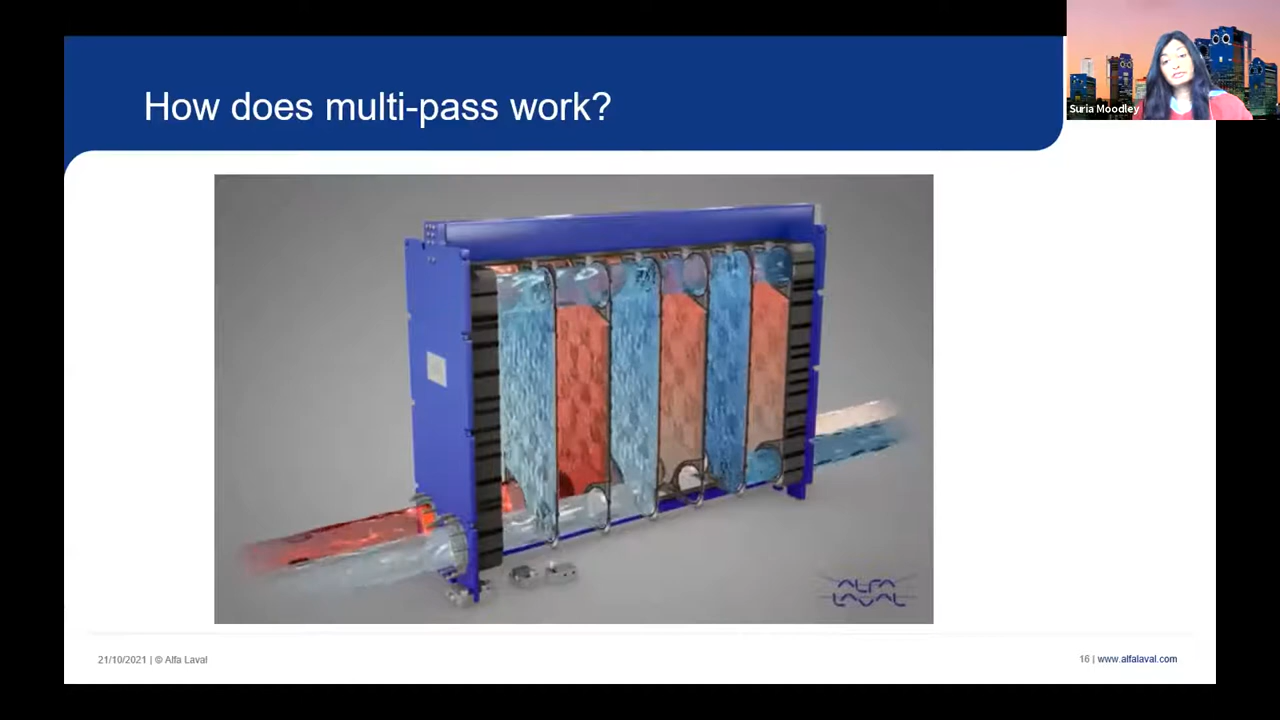 How does multi-pass work?
Suria Moodley
ALFA
LAVAL
21/10/2021 | © Alfa Laval
16 | www.alfalaval.com